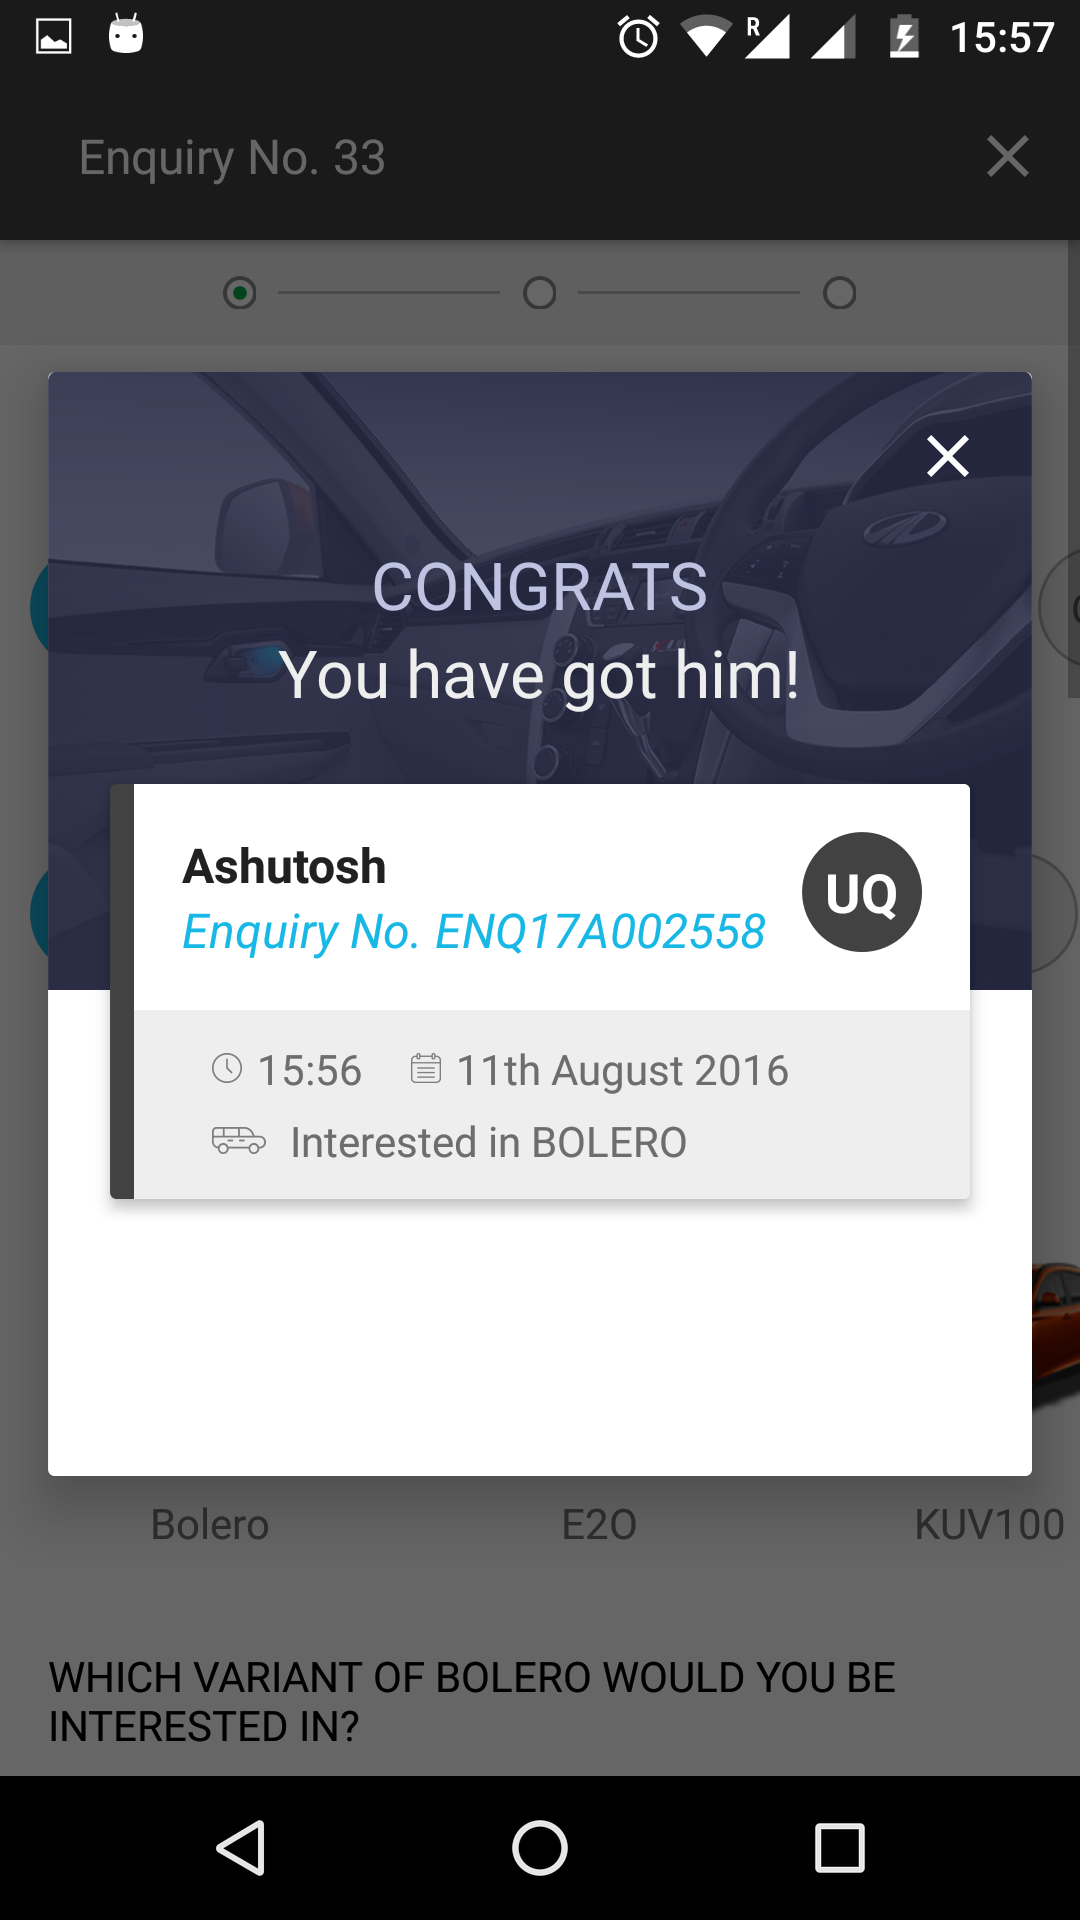 R
15:57
Enquiry No. 33
CONGRATS
You have got him!
Ashutosh
UQ
Enquiry No. ENQ17A002558
15:56
11th August 2016
Interested in BOLERO
Bolero
E2O
KUV100
WHICH VARIANT OF BOLERO WOULD YOU BE
INTERESTED IN?